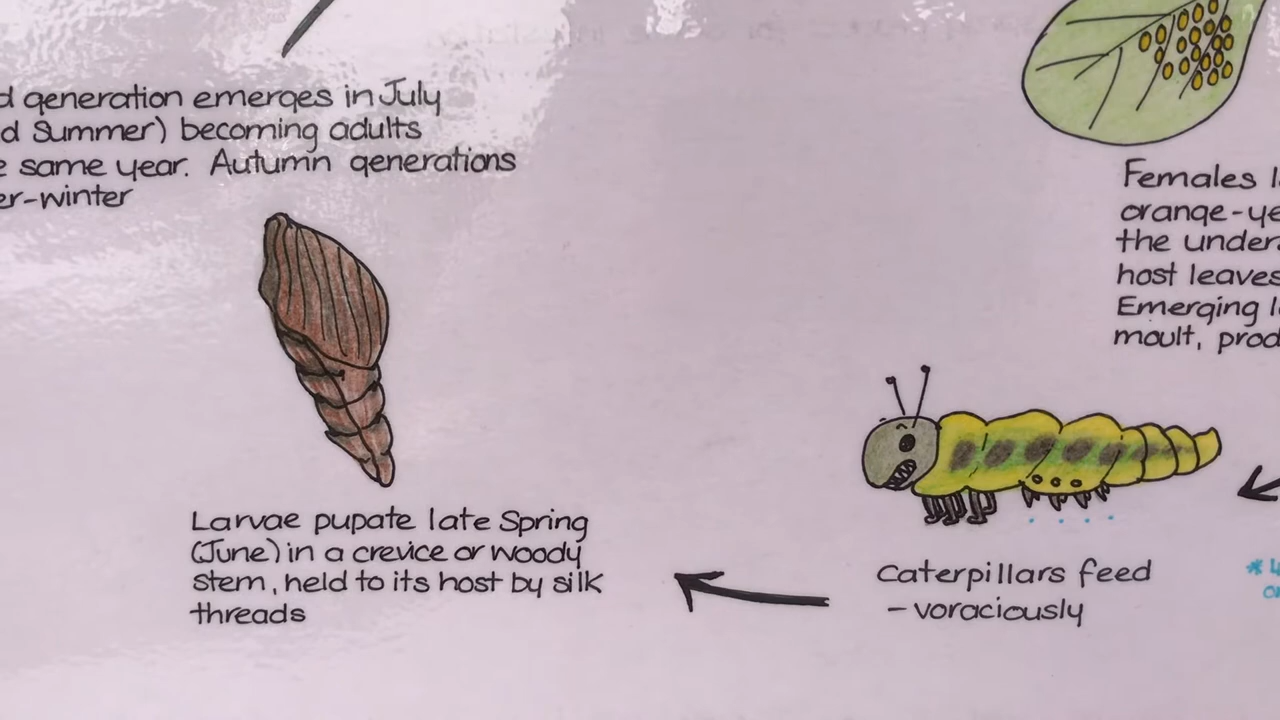 d generation emerges in July
d Summer) becoming adults
e same year. Autumn generations
er-winter
Females l
orange-ye
the under
host leaves
Emerging l
moult, prod
Larvae pupate late Spring
(June) in a crevice or woody
stem, held to its host by silk
threads
Caterpillars feed
- voraciously